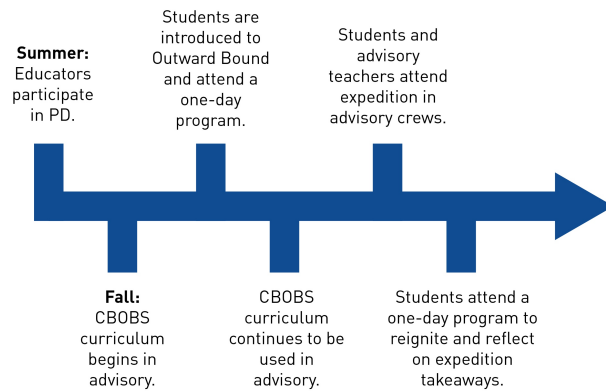 Summer:
Educators
participate
in PD.
Fall:
CBOBS
curriculum
begins in
advisory.
Students are
introduced to
Outward Bound
and attend a
one-day
program.
CBOBS
curriculum
continues to be
used in
advisory.
Students and
advisory
teachers attend
expedition in
advisory crews.
Students attend a
one-day program to
reignite and reflect
on expedition
takeaways.